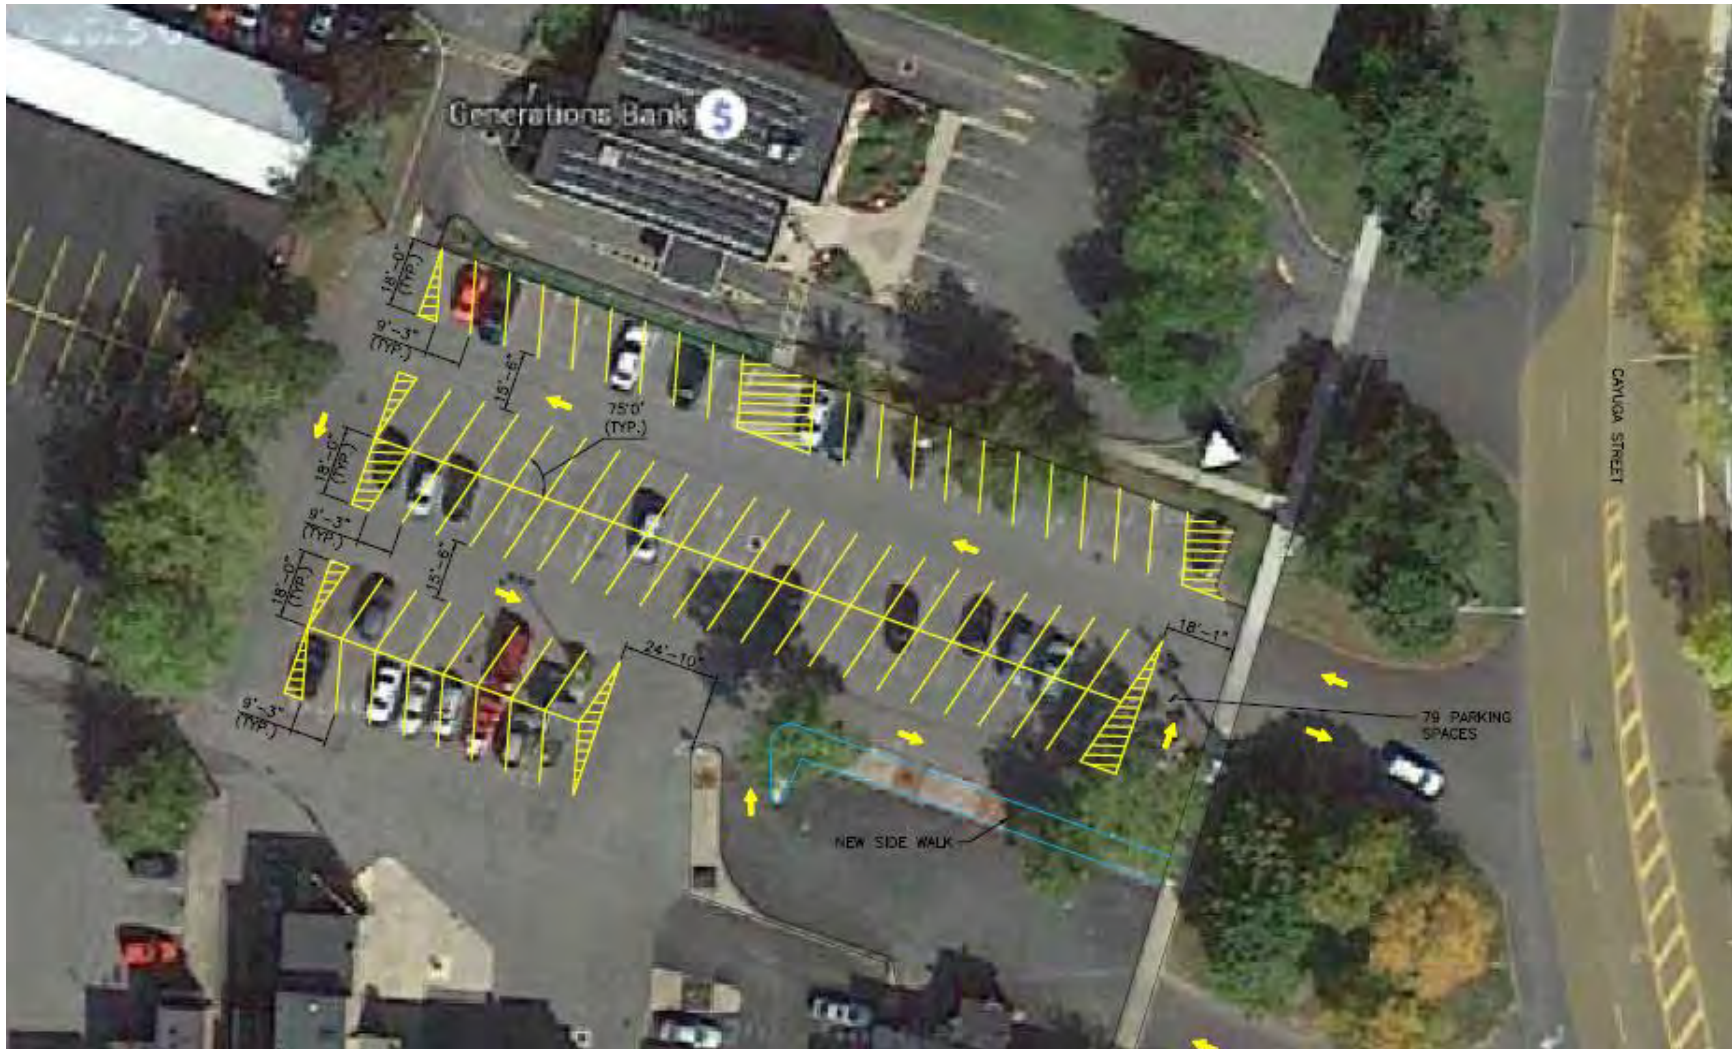 Generations Bank $
18'-0"
(TYP.)
9'-3"
(TYP.)
15'-6"
75'0"
(TYP.)
CAYUGA STREET
18'-0"
(TYP.)
9'-3"
(TYP.)
15'-6"
18'-0"
(TYP.)
9'-3"
(TYP.)
24'-10"
18'-1"
79 PARKING
SPACES
NEW SIDE WALK